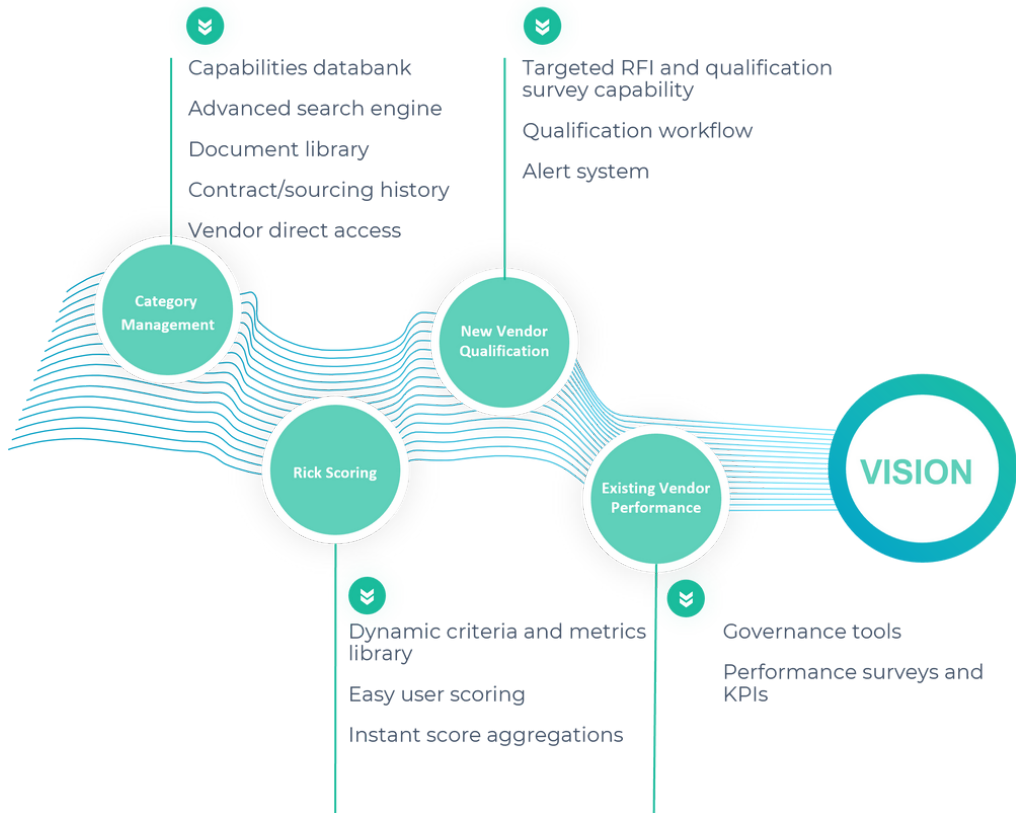 Capabilities databank
Advanced search engine
Document library
Contract/sourcing history
Vendor direct access
Targeted RFI and qualification
survey capability
Qualification workflow
Alert system
Category
Management
New Vendor
Qualification
Rick Scoring
Existing Vendor
Performance
VISION
Dynamic criteria and metrics
library
Easy user scoring
Instant score aggregations
Governance tools
Performance surveys and
KPIs